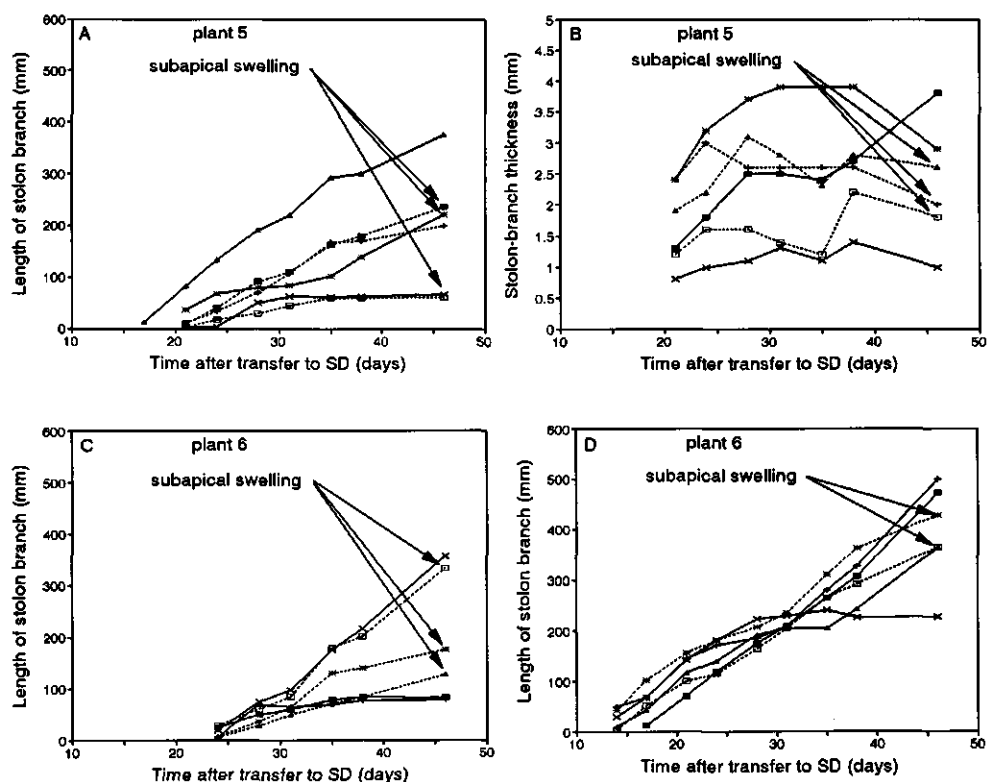 A
plant 5
subapical swelling
Length of stolon branch (mm)
600
500
400
300
200
100
0
10
20
30
40
50
Time after transfer to SD (days)
B
plant 5
subapical swelling
Stolon-branch thickness (mm)
5
4.5
4
3.5
3
2.5
2
1.5
1
0.5
0
10
20
30
40
50
Time after transfer to SD (days)
C
plant 6
subapical swelling
Length of stolon branch (mm)
600
500
400
300
200
100
0
10
20
30
40
50
Time after transfer to SD (days)
D
plant 6
subapical swelling
Length of stolon branch (mm)
600
500
400
300
200
100
0
10
20
30
40
50
Time after transfer to SD (days)